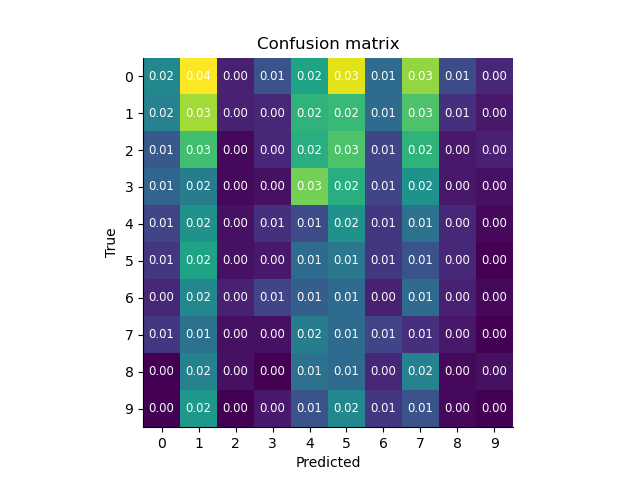 Confusion matrix
0 0.02 0.04 0.00 0.01 0.02 0.03 0.01 0.03 0.01 0.00
1 0.02 0.03 0.00 0.00 0.02 0.02 0.01 0.03 0.01 0.00
2 0.01 0.03 0.00 0.00 0.02 0.03 0.01 0.02 0.00 0.00
3 0.01 0.02 0.00 0.00 0.03 0.02 0.01 0.02 0.00 0.00
4 0.01 0.02 0.00 0.01 0.01 0.02 0.01 0.01 0.00 0.00
5 0.01 0.02 0.00 0.00 0.01 0.01 0.01 0.01 0.00 0.00
6 0.00 0.02 0.00 0.01 0.01 0.01 0.00 0.01 0.00 0.00
7 0.01 0.01 0.00 0.00 0.02 0.01 0.01 0.01 0.00 0.00
8 0.00 0.02 0.00 0.00 0.01 0.01 0.00 0.02 0.00 0.00
9 0.00 0.02 0.00 0.00 0.01 0.02 0.01 0.01 0.00 0.00
True
0 1 2 3 4 5 6 7 8 9
Predicted